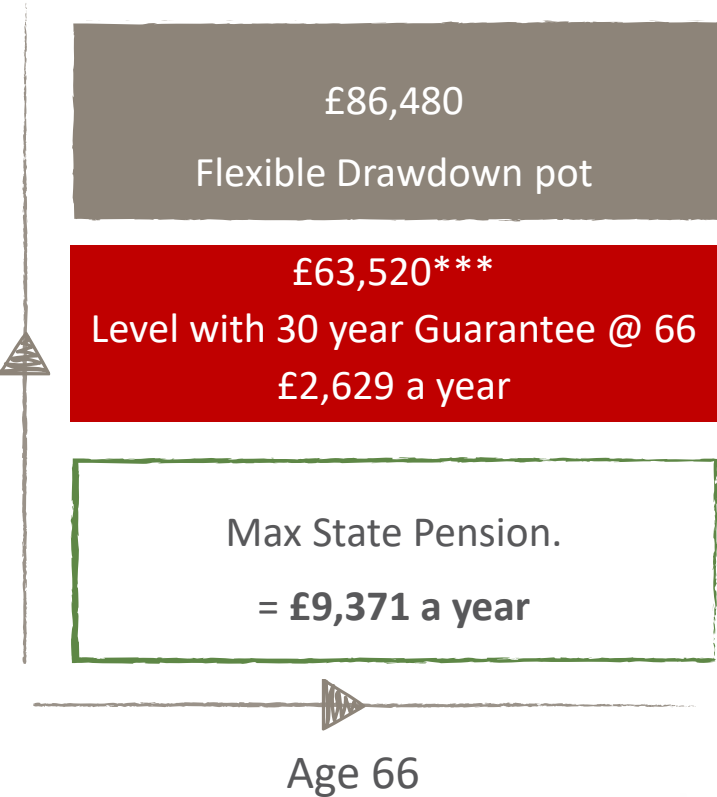 £86,480
Flexible Drawdown pot
£63,520***
Level with 30 year Guarantee @ 66
£2,629 a year
Max State Pension.
= £9,371 a year
Age 66